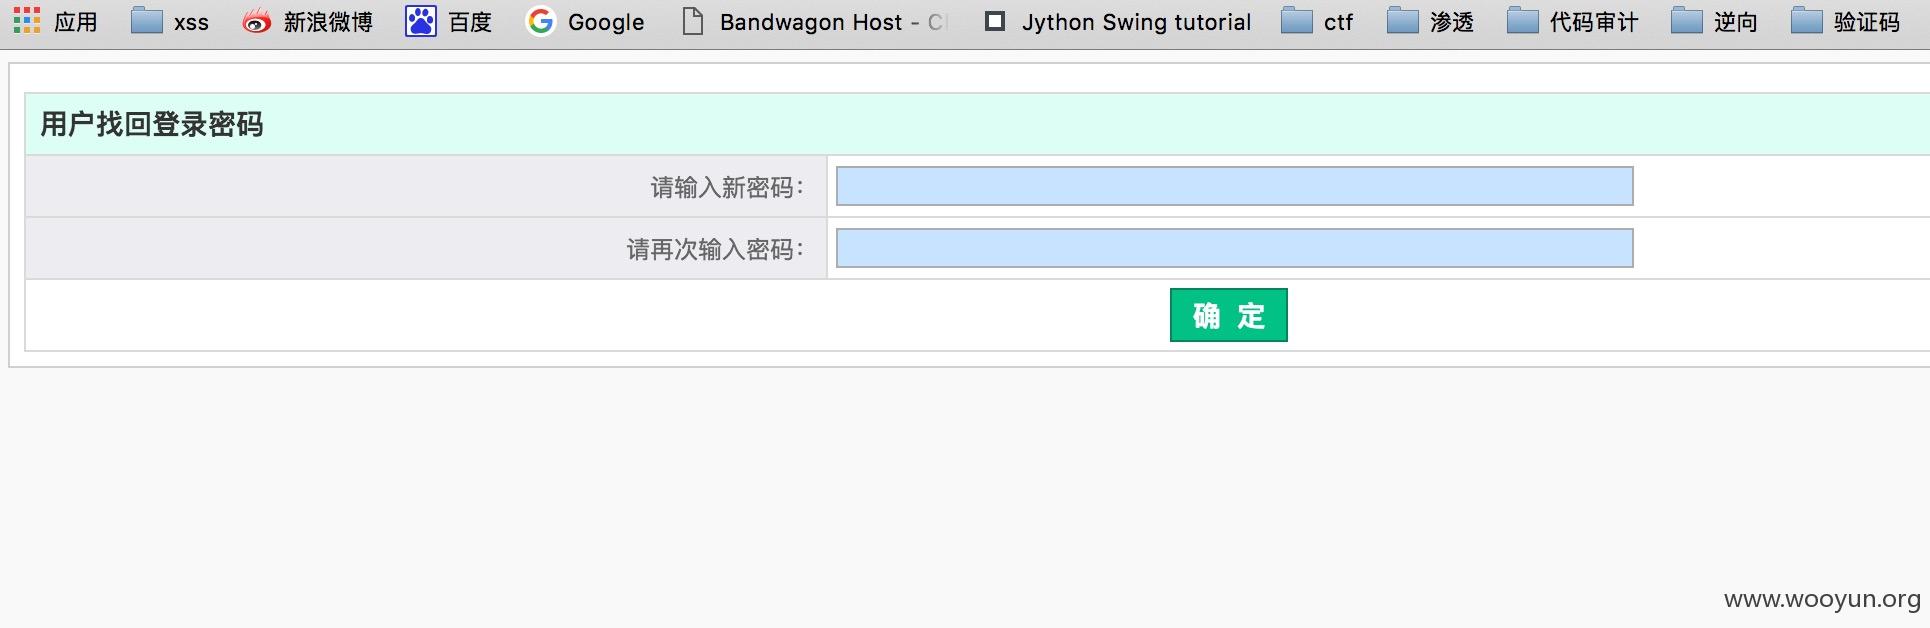 应用 xss 新浪微博 百度 Google Bandwagon Host - C Jython Swing tutorial ctf 渗透 代码审计 逆向 验证码
用户找回登录密码
请输入新密码：
请再次输入密码：
确 定
www.wooyun.org